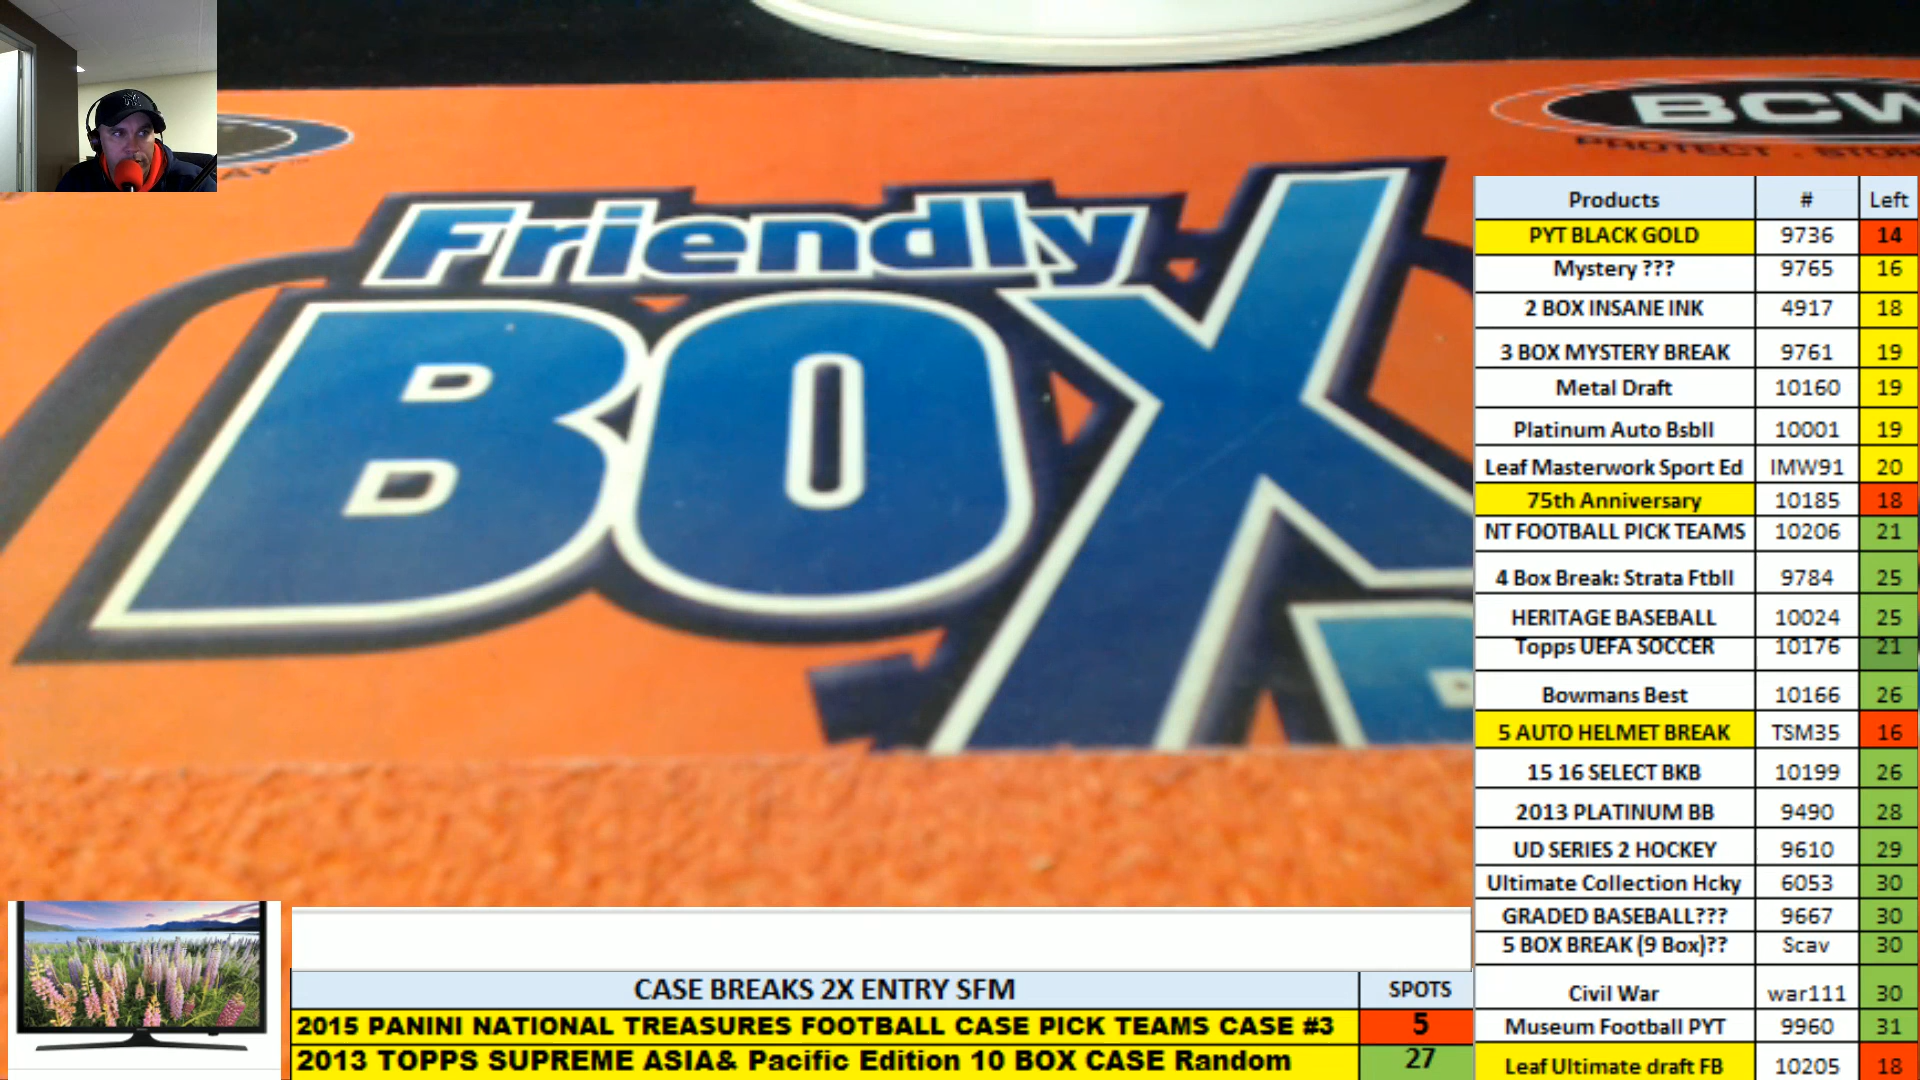 BCW
PROTECT . STOR
AY
Friendly
BOX
Products # Left
PYT BLACK GOLD 9736 14
Mystery ??? 9765 16
2 BOX INSANE INK 4917 18
3 BOX MYSTERY BREAK 9761 19
Metal Draft 10160 19
Platinum Auto Bsbll 10001 19
Leaf Masterwork Sport Ed IMW91 20
75th Anniversary 10185 18
NT FOOTBALL PICK TEAMS 10206 21
4 Box Break: Strata Ftbll 9784 25
HERITAGE BASEBALL 10024 25
Topps UEFA SOCCER 10176 21
Bowmans Best 10166 26
5 AUTO HELMET BREAK TSM35 16
15 16 SELECT BKB 10199 26
2013 PLATINUM BB 9490 28
UD SERIES 2 HOCKEY 9610 29
Ultimate Collection Hcky 6053 30
GRADED BASEBALL??? 9667 30
5 BOX BREAK (9 Box)?? Scav 30
Civil War war111 30
Museum Football PYT 9960 31
Leaf Ultimate draft FB 10205 18
CASE BREAKS 2X ENTRY SFM SPOTS
2015 PANINI NATIONAL TREASURES FOOTBALL CASE PICK TEAMS CASE #3 5
2013 TOPPS SUPREME ASIA& Pacific Edition 10 BOX CASE Random 27